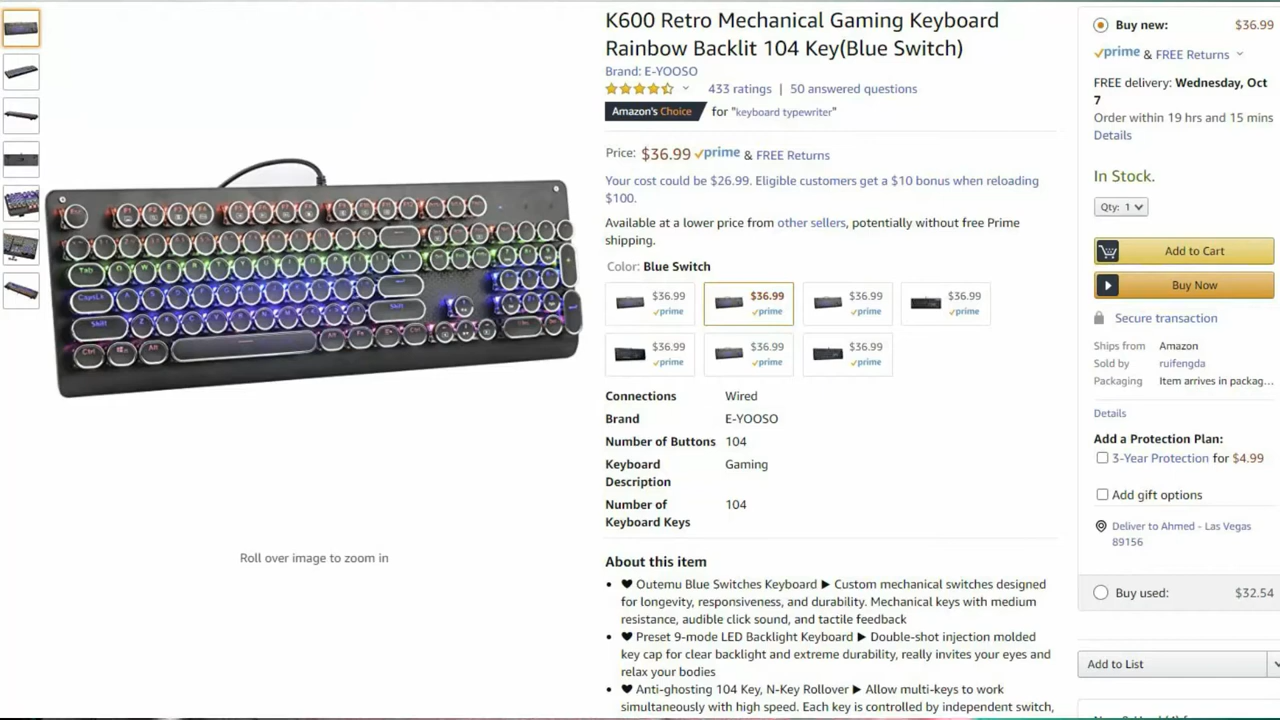 K600 Retro Mechanical Gaming Keyboard
Rainbow Backlit 104 Key(Blue Switch)
Brand: E-YOOSO
433 ratings | 50 answered questions
Amazon's Choice for "keyboard typewriter"
Price: $36.99 prime & FREE Returns
Your cost could be $26.99. Eligible customers get a $10 bonus when reloading
$100.
Available at a lower price from other sellers, potentially without free Prime
shipping.
Color: Blue Switch
$36.99 $36.99 $36.99 $36.99
prime prime prime prime
$36.99 $36.99 $36.99
prime prime prime
Connections Wired
Brand E-YOOSO
Number of Buttons 104
Keyboard Gaming
Description
Number of 104
Keyboard Keys
About this item
• ♥ Outemu Blue Switches Keyboard ▶ Custom mechanical switches designed
for longevity, responsiveness, and durability. Mechanical keys with medium
resistance, audible click sound, and tactile feedback
• ♥ Preset 9-mode LED Backlight Keyboard ▶ Double-shot injection molded
key cap for clear backlight and extreme durability, really invites your eyes and
relax your bodies
• ♥ Anti-ghosting 104 Key, N-Key Rollover ▶ Allow multi-keys to work
simultaneously with high speed. Each key is controlled by independent switch,
Buy new: $36.99
prime & FREE Returns
FREE delivery: Wednesday, Oct
7
Order within 19 hrs and 15 mins
Details
In Stock.
Qty: 1
Add to Cart
Buy Now
Secure transaction
Ships from Amazon
Sold by ruifengda
Packaging Item arrives in packag...
Details
Add a Protection Plan:
3-Year Protection for $4.99
Add gift options
Deliver to Ahmed - Las Vegas
89156
Buy used: $32.54
Add to List
Roll over image to zoom in
Tab
CapsLk
Shift
Shift
Ctrl
Alt